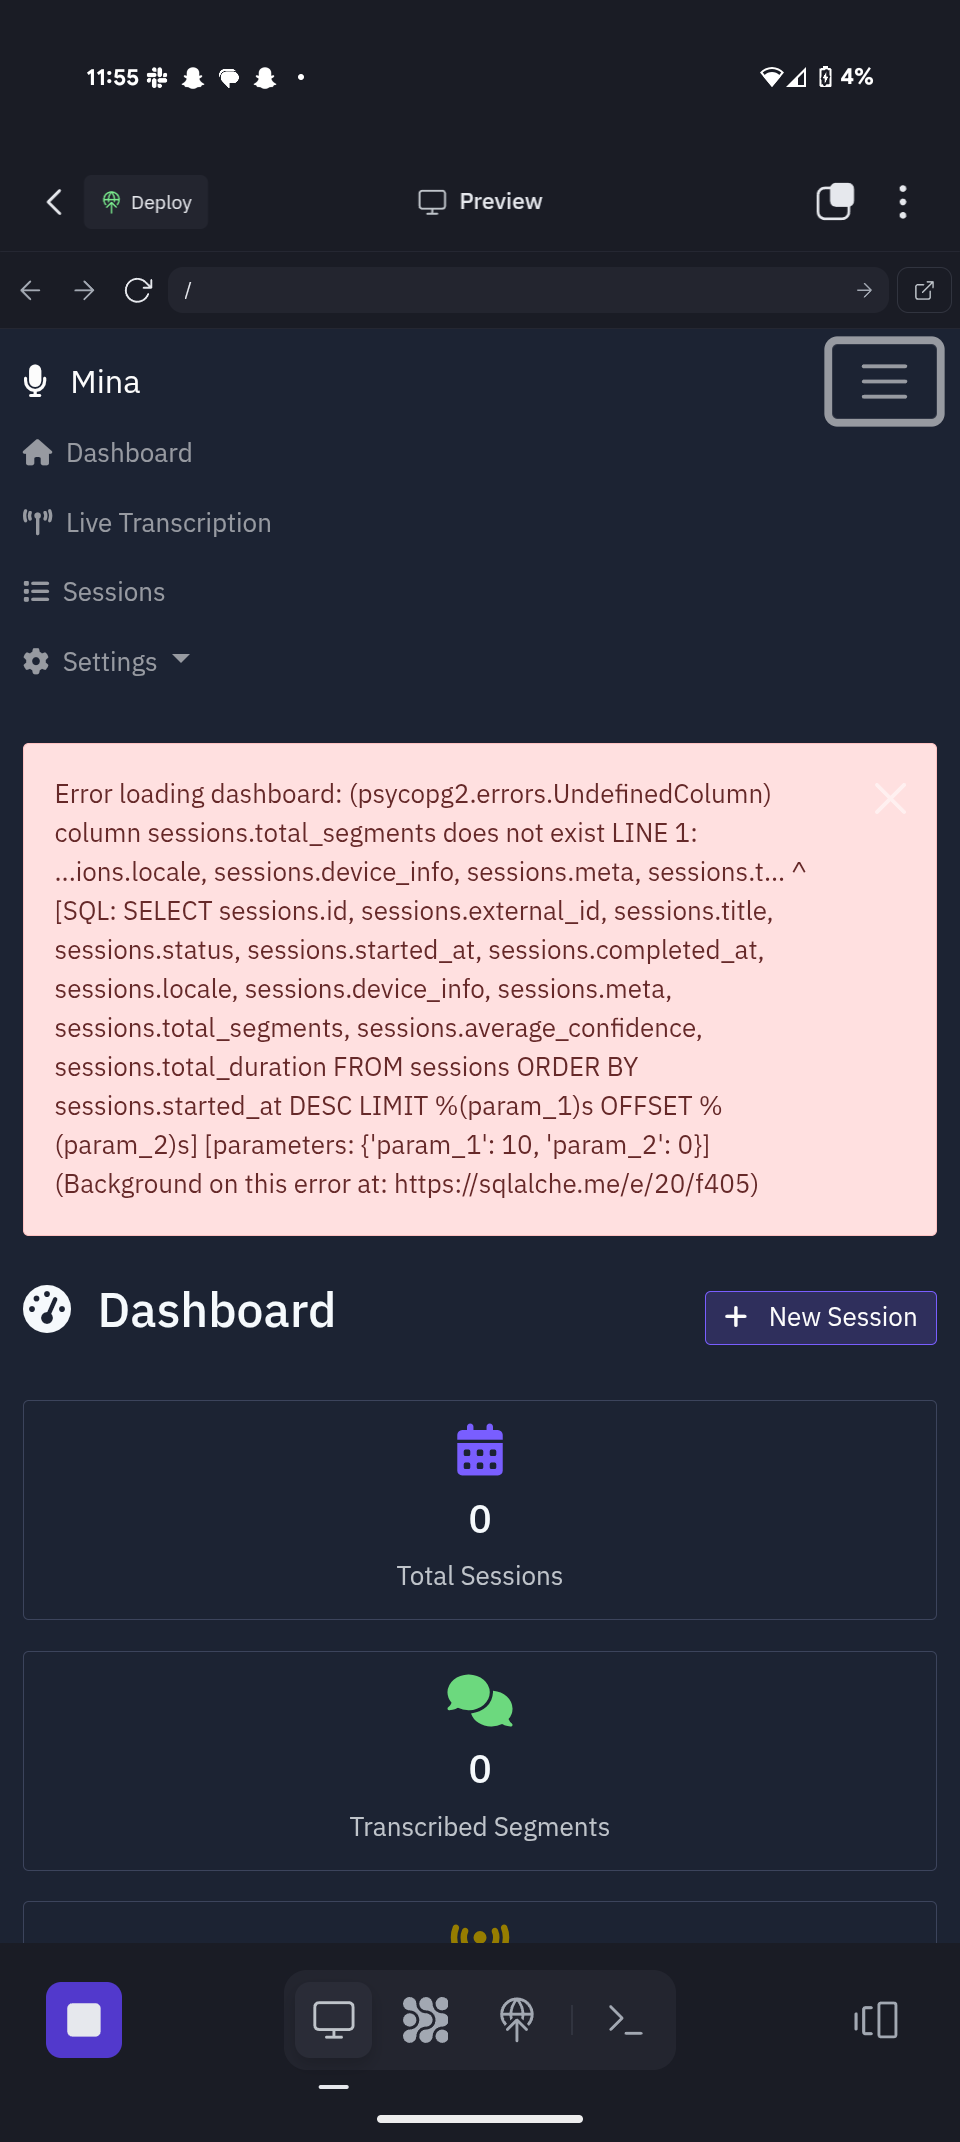 11:55
4%
Deploy
Preview
/
Mina
Dashboard
Live Transcription
Sessions
Settings
Error loading dashboard: (psycopg2.errors.UndefinedColumn)
column sessions.total_segments does not exist LINE 1:
...ions.locale, sessions.device_info, sessions.meta, sessions.t... ^
[SQL: SELECT sessions.id, sessions.external_id, sessions.title,
sessions.status, sessions.started_at, sessions.completed_at,
sessions.locale, sessions.device_info, sessions.meta,
sessions.total_segments, sessions.average_confidence,
sessions.total_duration FROM sessions ORDER BY
sessions.started_at DESC LIMIT %(param_1)s OFFSET %
(param_2)s] [parameters: {'param_1': 10, 'param_2': 0}]
(Background on this error at: https://sqlalche.me/e/20/f405)
Dashboard
New Session
0
Total Sessions
0
Transcribed Segments